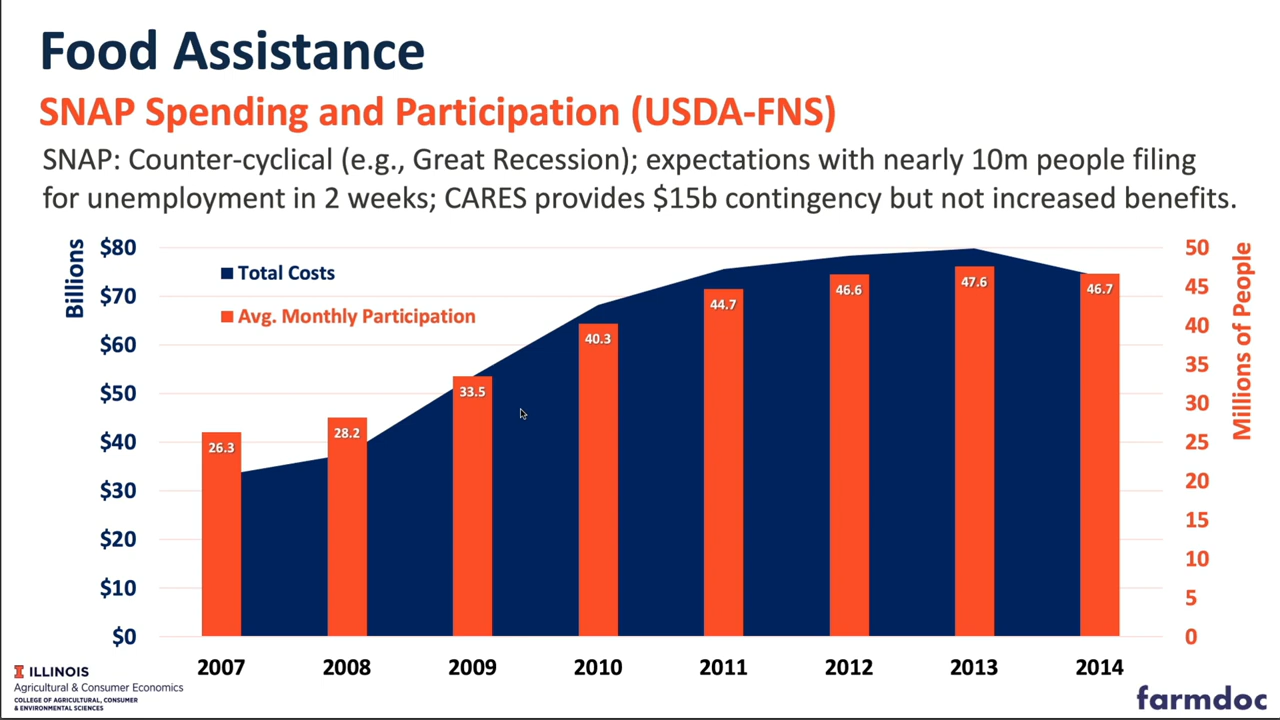 Food Assistance
SNAP Spending and Participation (USDA-FNS)
SNAP: Counter-cyclical (e.g., Great Recession); expectations with nearly 10m people filing
for unemployment in 2 weeks; CARES provides $15b contingency but not increased benefits.
Billions
$80
$70
$60
$50
$40
$30
$20
$10
$0
Total Costs
Avg. Monthly Participation
26.3
28.2
33.5
40.3
44.7
46.6
47.6
46.7
50
45
40
35
30
25
20
15
10
5
0
Millions of People
2007 2008 2009 2010 2011 2012 2013 2014
I ILLINOIS
Agricultural & Consumer Economics
COLLEGE OF AGRICULTURAL, CONSUMER
& ENVIRONMENTAL SCIENCES
farmdoc